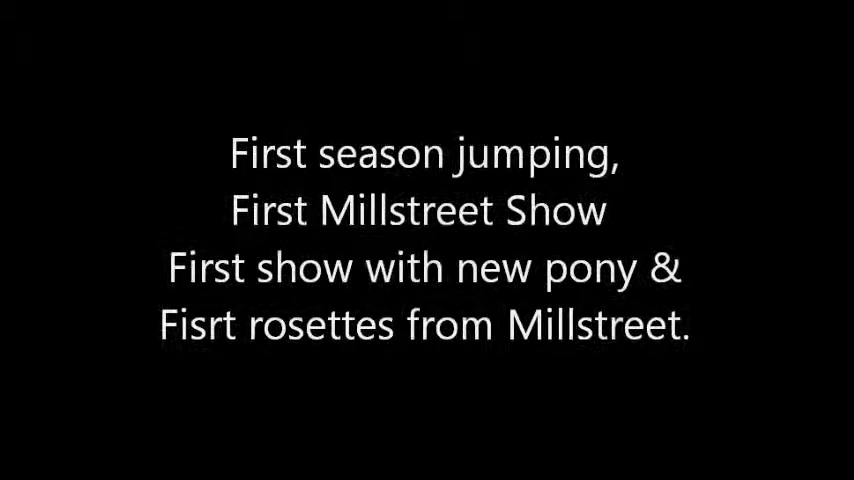 First season jumping,
First Millstreet Show
First show with new pony &
Fisrt rosettes from Millstreet.